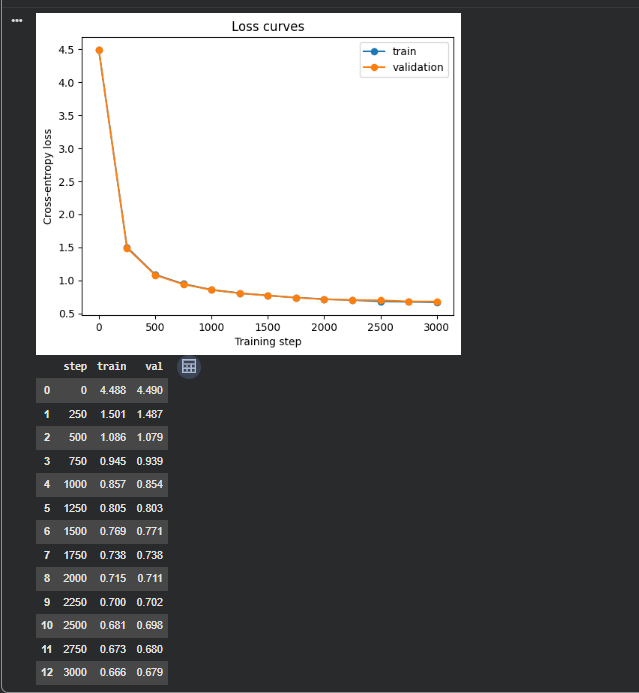 Loss curves
train
validation
4.5
4.0
3.5
3.0
2.5
2.0
1.5
1.0
0.5
Cross-entropy loss
0 500 1000 1500 2000 2500 3000
Training step
step train val
0 0 4.488 4.490
1 250 1.501 1.487
2 500 1.086 1.079
3 750 0.945 0.939
4 1000 0.857 0.854
5 1250 0.805 0.803
6 1500 0.769 0.771
7 1750 0.738 0.738
8 2000 0.715 0.711
9 2250 0.700 0.702
10 2500 0.681 0.698
11 2750 0.673 0.680
12 3000 0.666 0.679